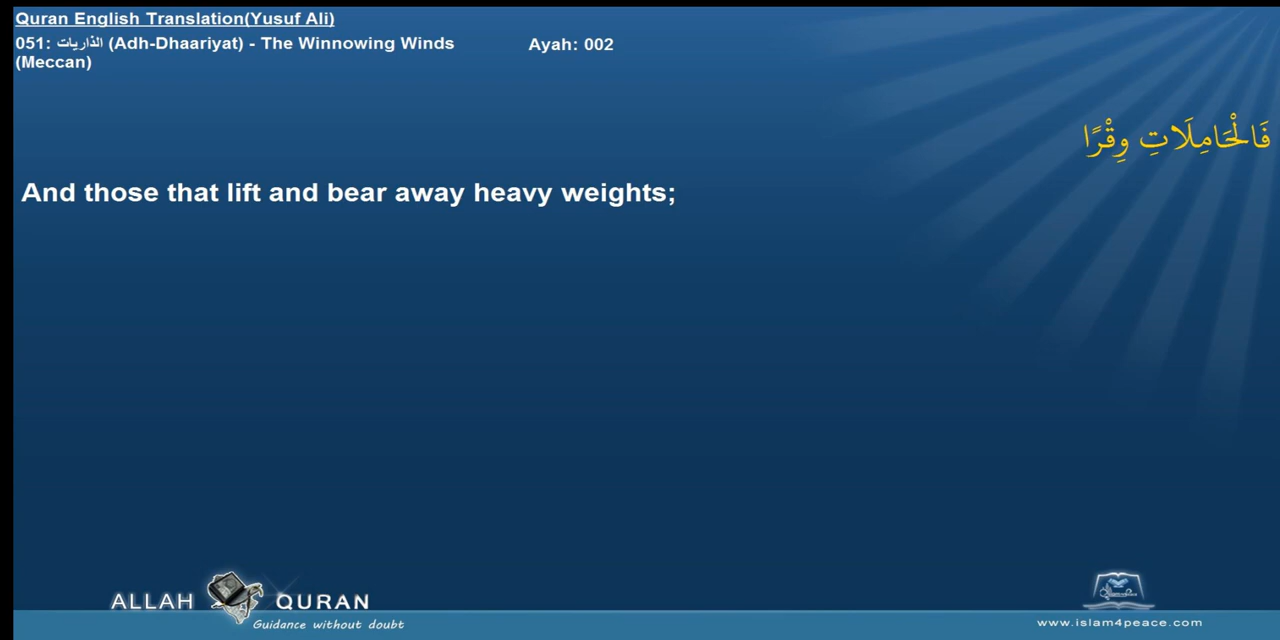 Quran English Translation(Yusuf Ali)
051: الذاريات (Adh-Dhaariyat) - The Winnowing Winds
(Meccan)
Ayah: 002
فَالْحَامِلَاتِ وِقْرًا
And those that lift and bear away heavy weights;
ALLAH QURAN
Guidance without doubt
www.islam4peace.com